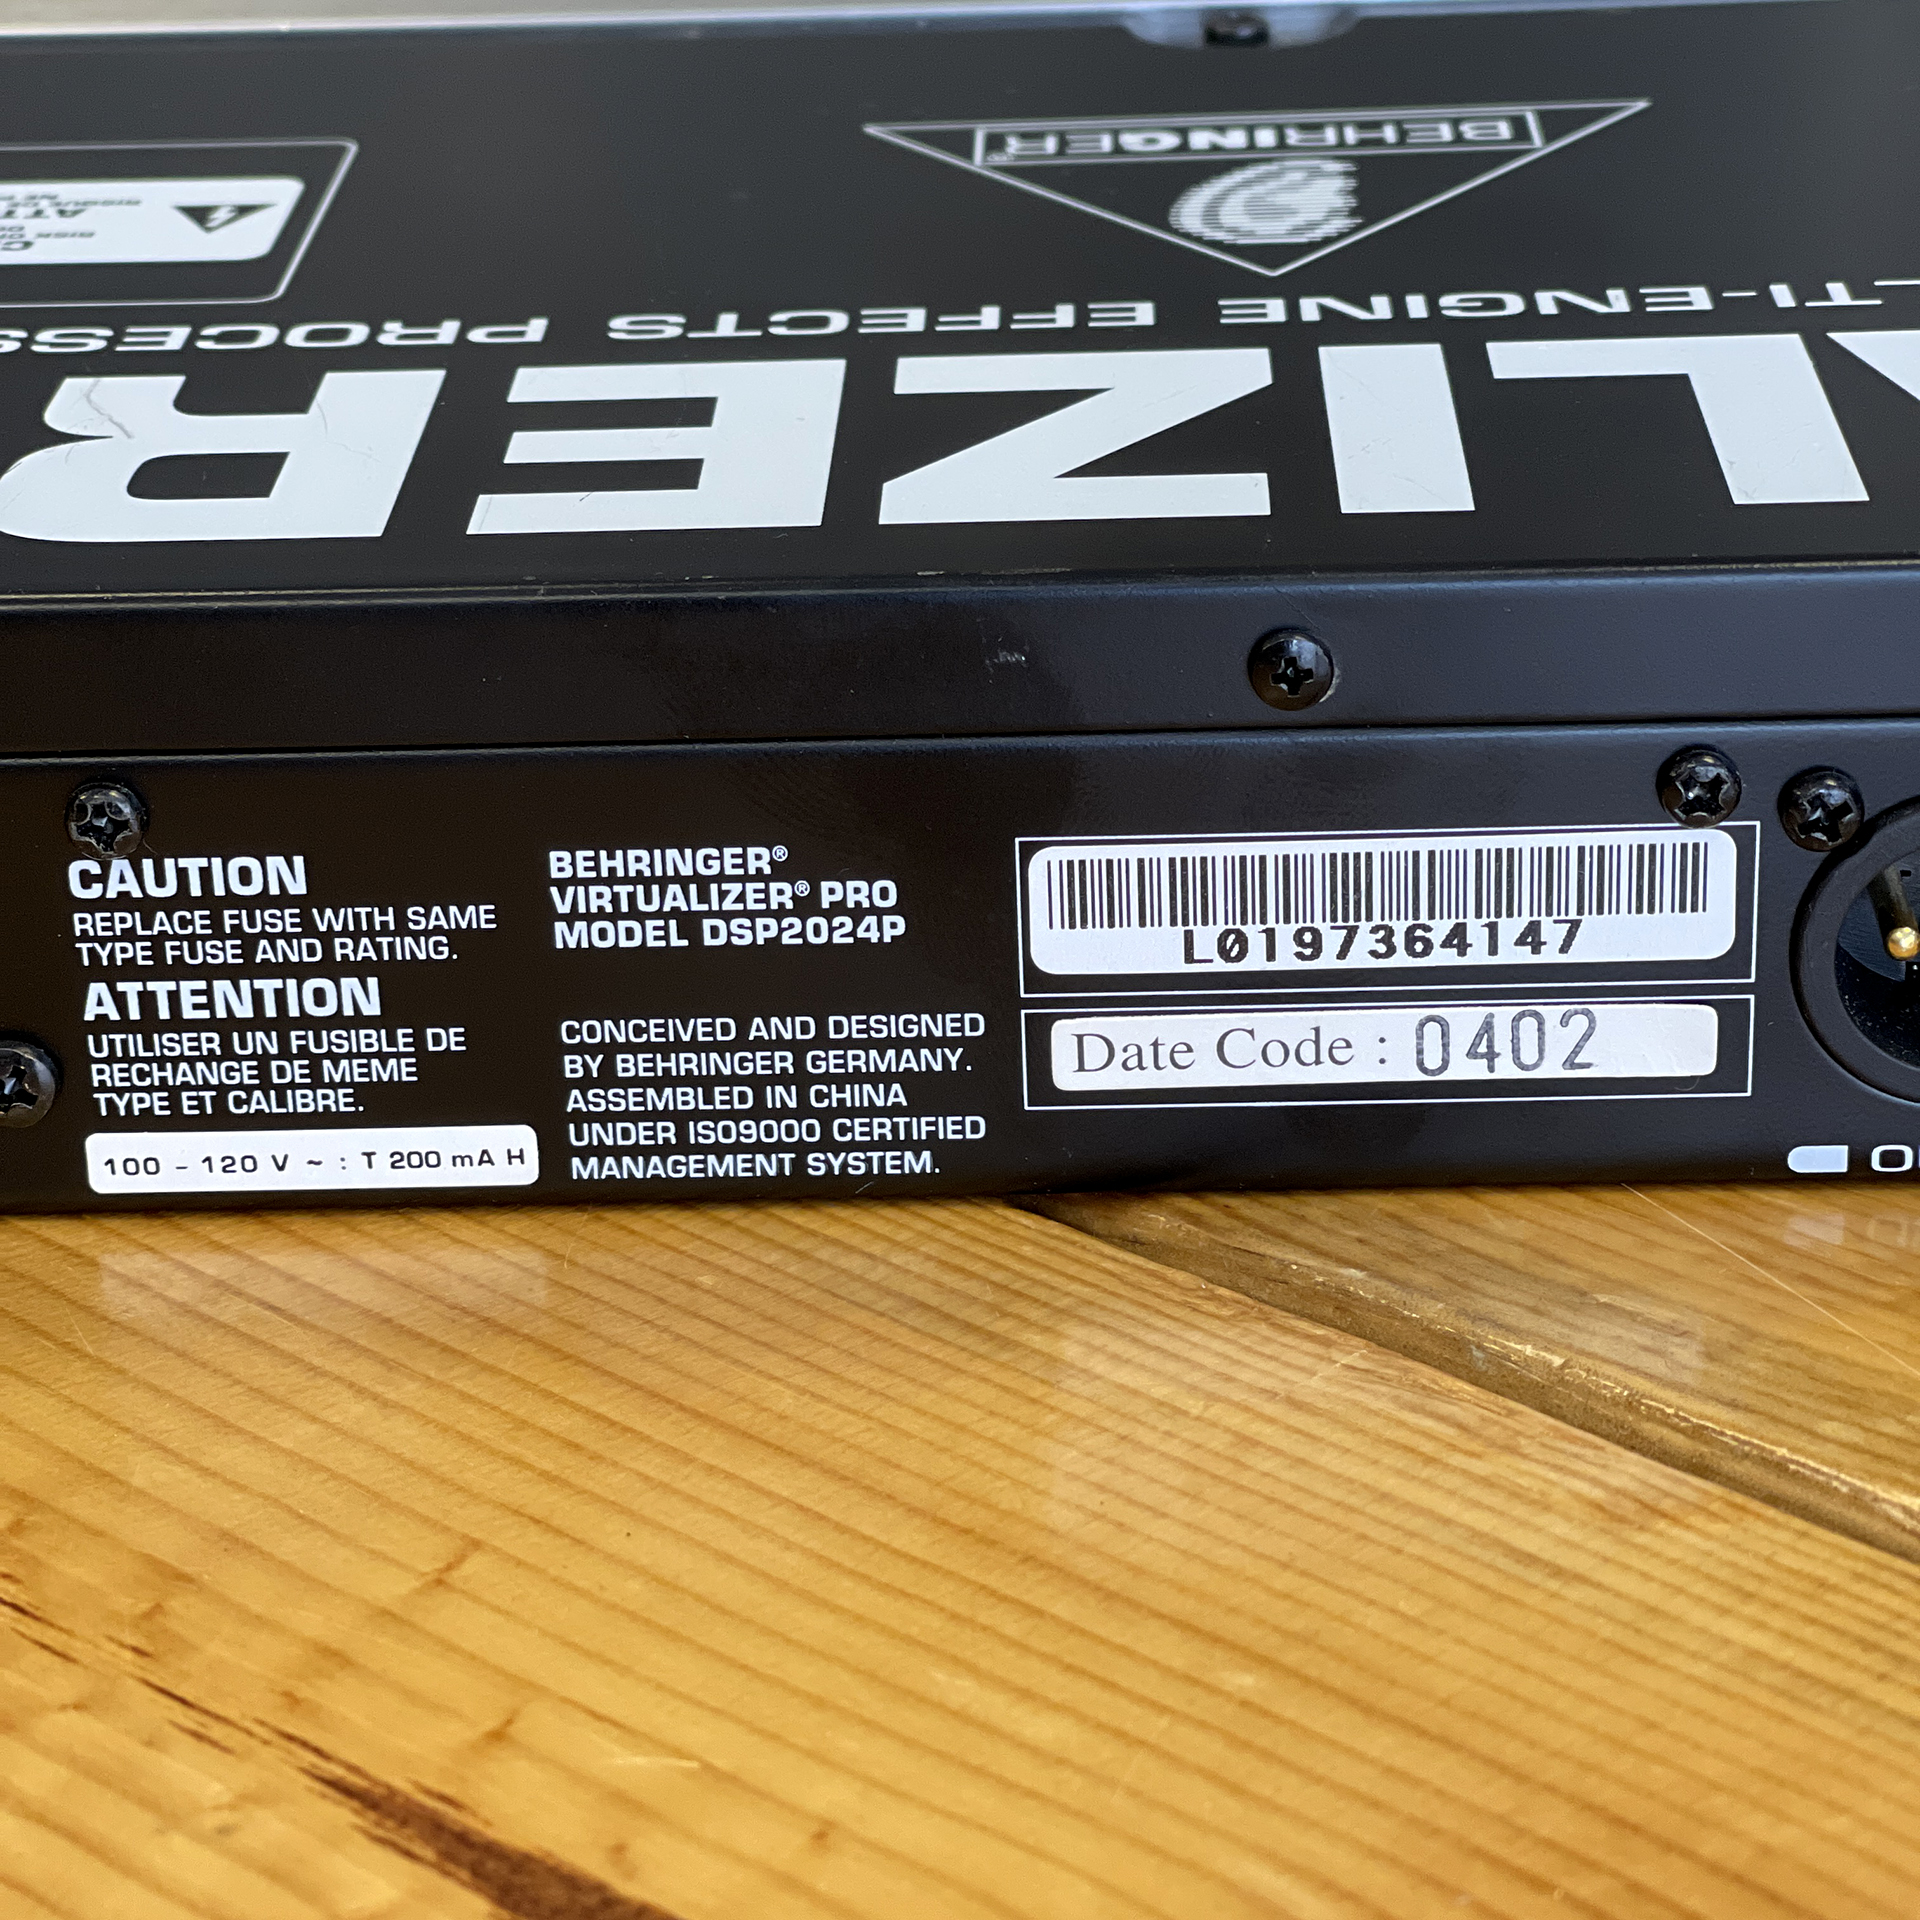 BEHRINGER®
TI-ENGINE EFFECTS PROCESS
LIZER
CAUTION
REPLACE FUSE WITH SAME
TYPE FUSE AND RATING.
ATTENTION
UTILISER UN FUSIBLE DE
RECHANGE DE MEME
TYPE ET CALIBRE.
100 - 120 V ~ : T 200 mA H
BEHRINGER®
VIRTUALIZER® PRO
MODEL DSP2024P
CONCEIVED AND DESIGNED
BY BEHRINGER GERMANY.
ASSEMBLED IN CHINA
UNDER ISO9000 CERTIFIED
MANAGEMENT SYSTEM.
L0197364147
Date Code : 0402